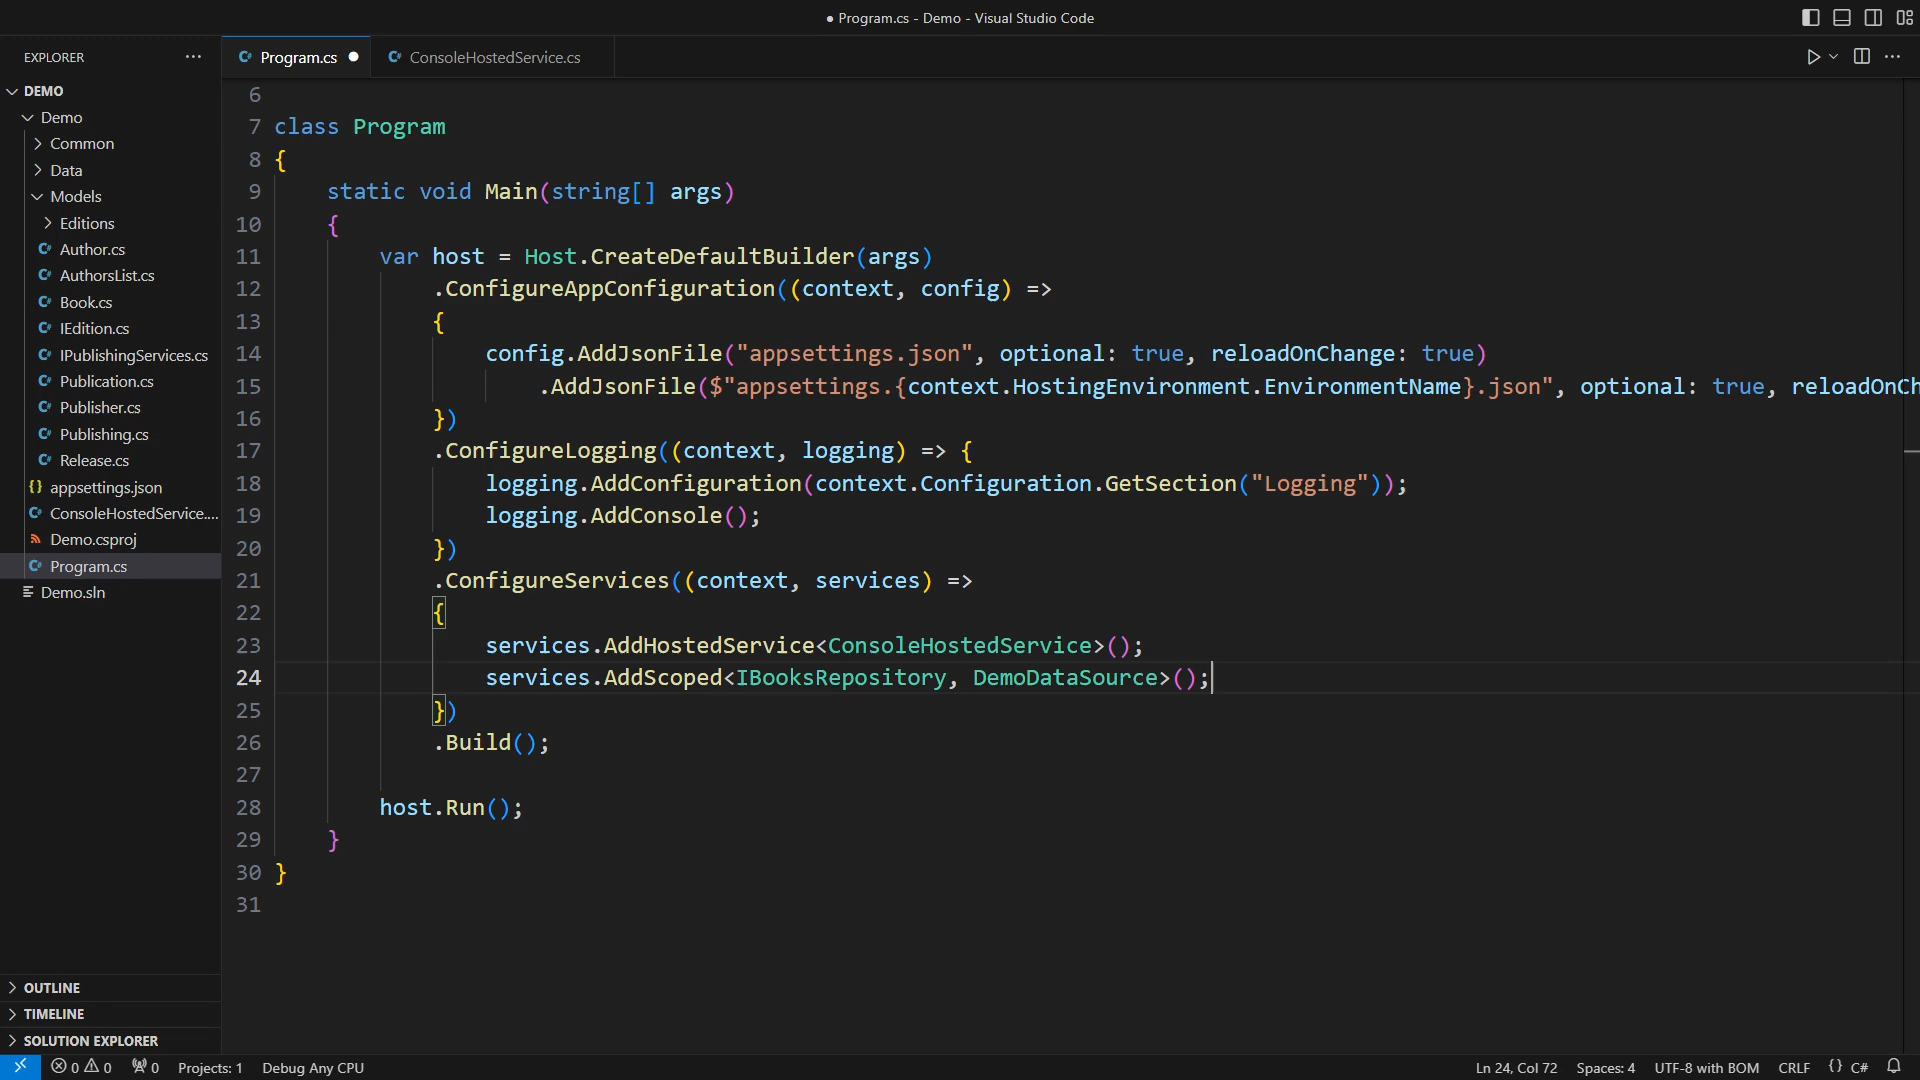 ● Program.cs - Demo - Visual Studio Code
EXPLORER
Program.cs
ConsoleHostedService.cs
DEMO
Demo
Common
Data
Models
Editions
Author.cs
AuthorsList.cs
Book.cs
IEdition.cs
IPublishingServices.cs
Publication.cs
Publisher.cs
Publishing.cs
Release.cs
appsettings.json
ConsoleHostedService....
Demo.csproj
Program.cs
Demo.sln
OUTLINE
TIMELINE
SOLUTION EXPLORER
6
7 class Program
8 {
9 static void Main(string[] args)
10 {
11 var host = Host.CreateDefaultBuilder(args)
12 .ConfigureAppConfiguration((context, config) =>
13 {
14 config.AddJsonFile("appsettings.json", optional: true, reloadOnChange: true)
15 .AddJsonFile($"appsettings.{context.HostingEnvironment.EnvironmentName}.json", optional: true, reloadOnCh
16 })
17 .ConfigureLogging((context, logging) => {
18 logging.AddConfiguration(context.Configuration.GetSection("Logging"));
19 logging.AddConsole();
20 })
21 .ConfigureServices((context, services) =>
22 {
23 services.AddHostedService<ConsoleHostedService>();
24 services.AddScoped<IBooksRepository, DemoDataSource>();
25 })
26 .Build();
27
28 host.Run();
29 }
30 }
31
0 0 0 Projects: 1 Debug Any CPU Ln 24, Col 72 Spaces: 4 UTF-8 with BOM CRLF {} C#